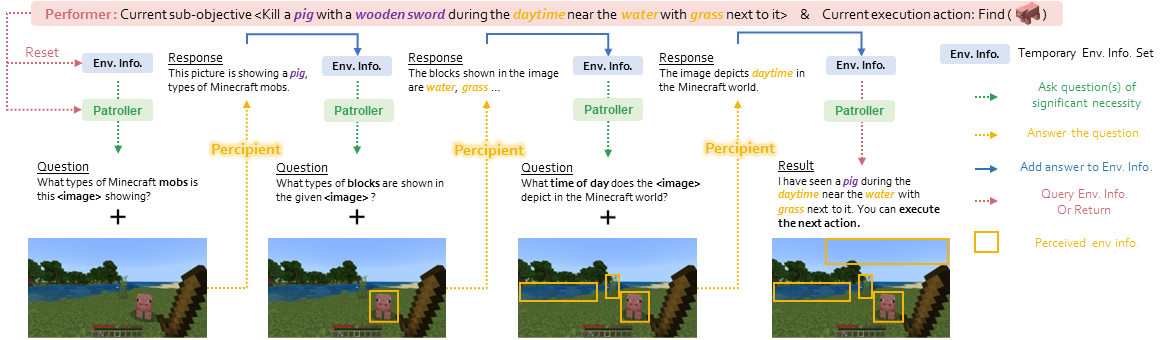 Performer: Current sub-objective <Kill a pig with a wooden sword during the daytime near the water with grass next to it> & Current execution action: Find ( )
Reset
Env. Info.
Patroller
Question
What types of Minecraft mobs is
this <image> showing?
+
Response
This picture is showing a pig,
types of Minecraft mobs.
Percipient
Env. Info.
Patroller
Question
What types of blocks are shown in
the given <image> ?
+
Response
The blocks shown in the image
are water, grass ...
Percipient
Env. Info.
Patroller
Question
What time of day does the <image>
depict in the Minecraft world?
+
Response
The image depicts daytime in
the Minecraft world.
Percipient
Env. Info.
Patroller
Result
I have seen a pig during the
daytime near the water with
grass next to it. You can execute
the next action.
Env. Info.
Temporary Env. Info. Set
Ask question(s) of
significant necessity
Answer the question
Add answer to Env. Info.
Query Env. Info.
Or Return
Perceived env info.